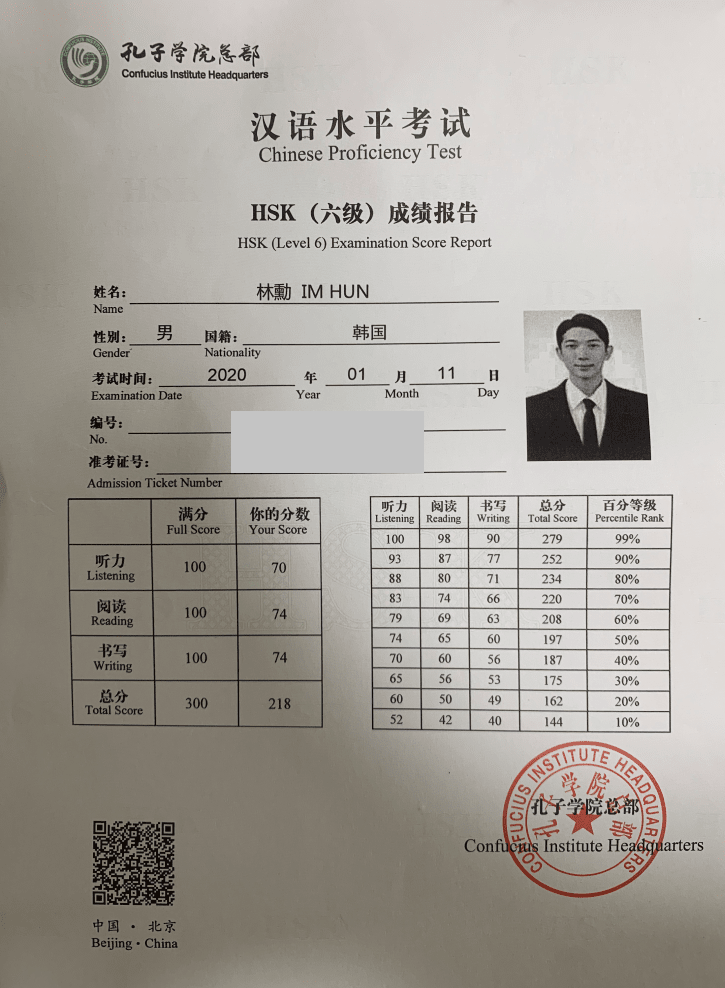 孔子学院总部
Confucius Institute Headquarters
汉语水平考试
Chinese Proficiency Test
HSK（六级）成绩报告
HSK (Level 6) Examination Score Report
姓名： 林勳 IM HUN
Name
性别： 男 国籍： 韩国
Gender Nationality
考试时间： 2020 年 01 月 11 日
Examination Date Year Month Day
编号：
No.
准考证号：
Admission Ticket Number
满分 你的分数
Full Score Your Score
听力 100 70
Listening
阅读 100 74
Reading
书写 100 74
Writing
总分 300 218
Total Score
听力 阅读 书写 总分 百分等级
Listening Reading Writing Total Score Percentile Rank
100 98 90 279 99%
93 87 77 252 90%
88 80 71 234 80%
83 74 66 220 70%
79 69 63 208 60%
74 65 60 197 50%
70 60 56 187 40%
65 56 53 175 30%
60 50 49 162 20%
52 42 40 144 10%
CONFUCIUS INSTITUTE HEADQUARTERS
孔子学院总部
孔子学院总部
Confucius Institute Headquarters
中国·北京
Beijing·China